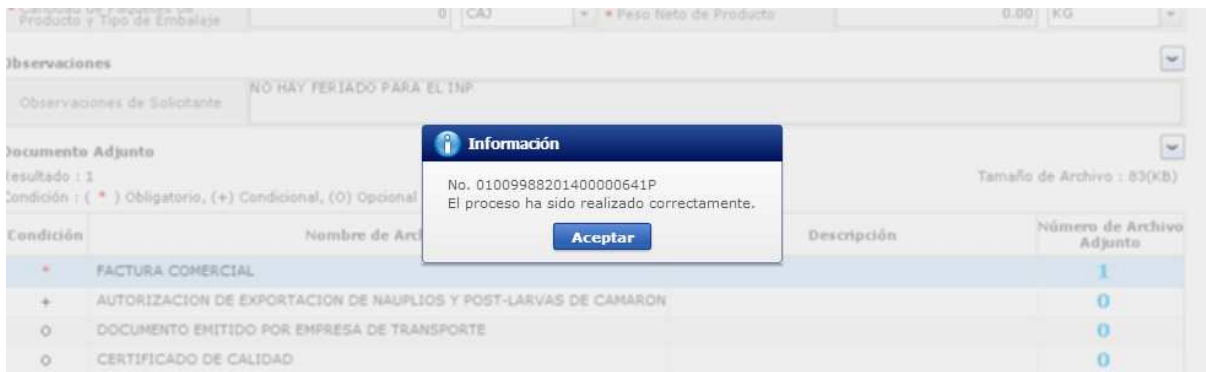 Producto y Tipo de Embalaje 0 CAJ * Peso Neto de Producto 0.00 KG
Observaciones
Observaciones de Solicitante NO HAY FERIADO PARA EL INP
Información
Documento Adjunto
Resultado : 1 Tamaño de Archivo : 83(KB)
No. 01009988201400000641P
Condición : ( * ) Obligatorio, (+) Condicional, (O) Opcional
El proceso ha sido realizado correctamente.
Aceptar
Condición Nombre de Arc Descripción Número de Archivo
Adjunto
* FACTURA COMERCIAL 1
+ AUTORIZACION DE EXPORTACION DE NAUPLIOS Y POST-LARVAS DE CAMARON 0
O DOCUMENTO EMITIDO POR EMPRESA DE TRANSPORTE 0
O CERTIFICADO DE CALIDAD 0